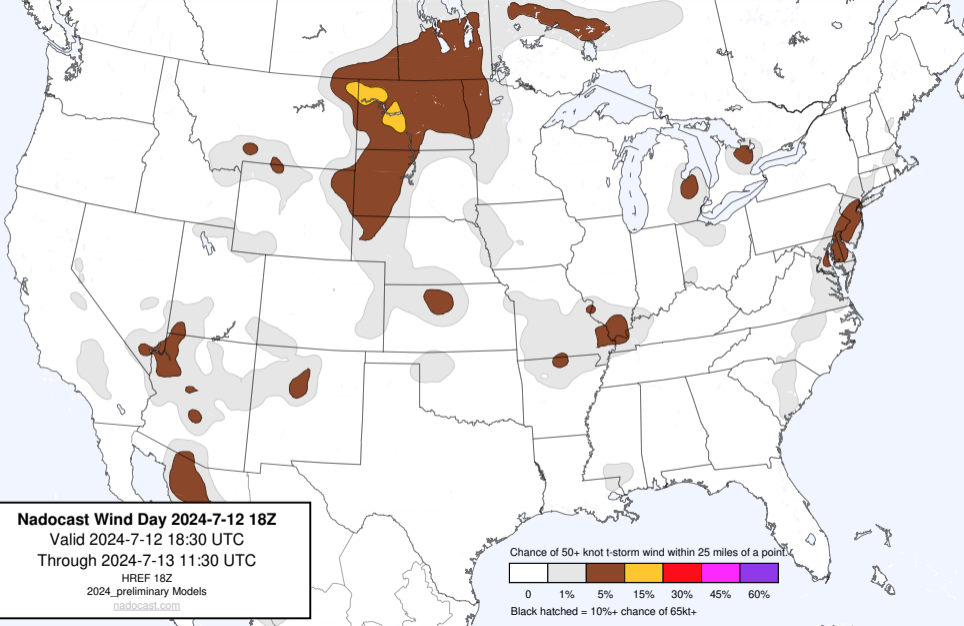 Nadocast Wind Day 2024-7-12 18Z
Valid 2024-7-12 18:30 UTC
Through 2024-7-13 11:30 UTC
HREF 18Z
2024_preliminary Models
nadocast.com
Chance of 50+ knot t-storm wind within 25 miles of a point.
0 1% 5% 15% 30% 45% 60%
Black hatched = 10%+ chance of 65kt+